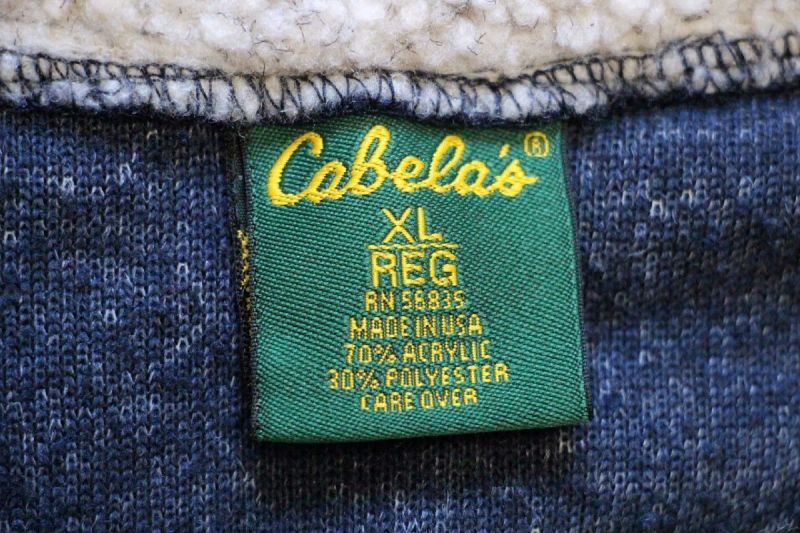 Cabela's®
XL
REG
RN 56835
MADE IN USA
70% ACRYLIC
30% POLYESTER
CARE OVER